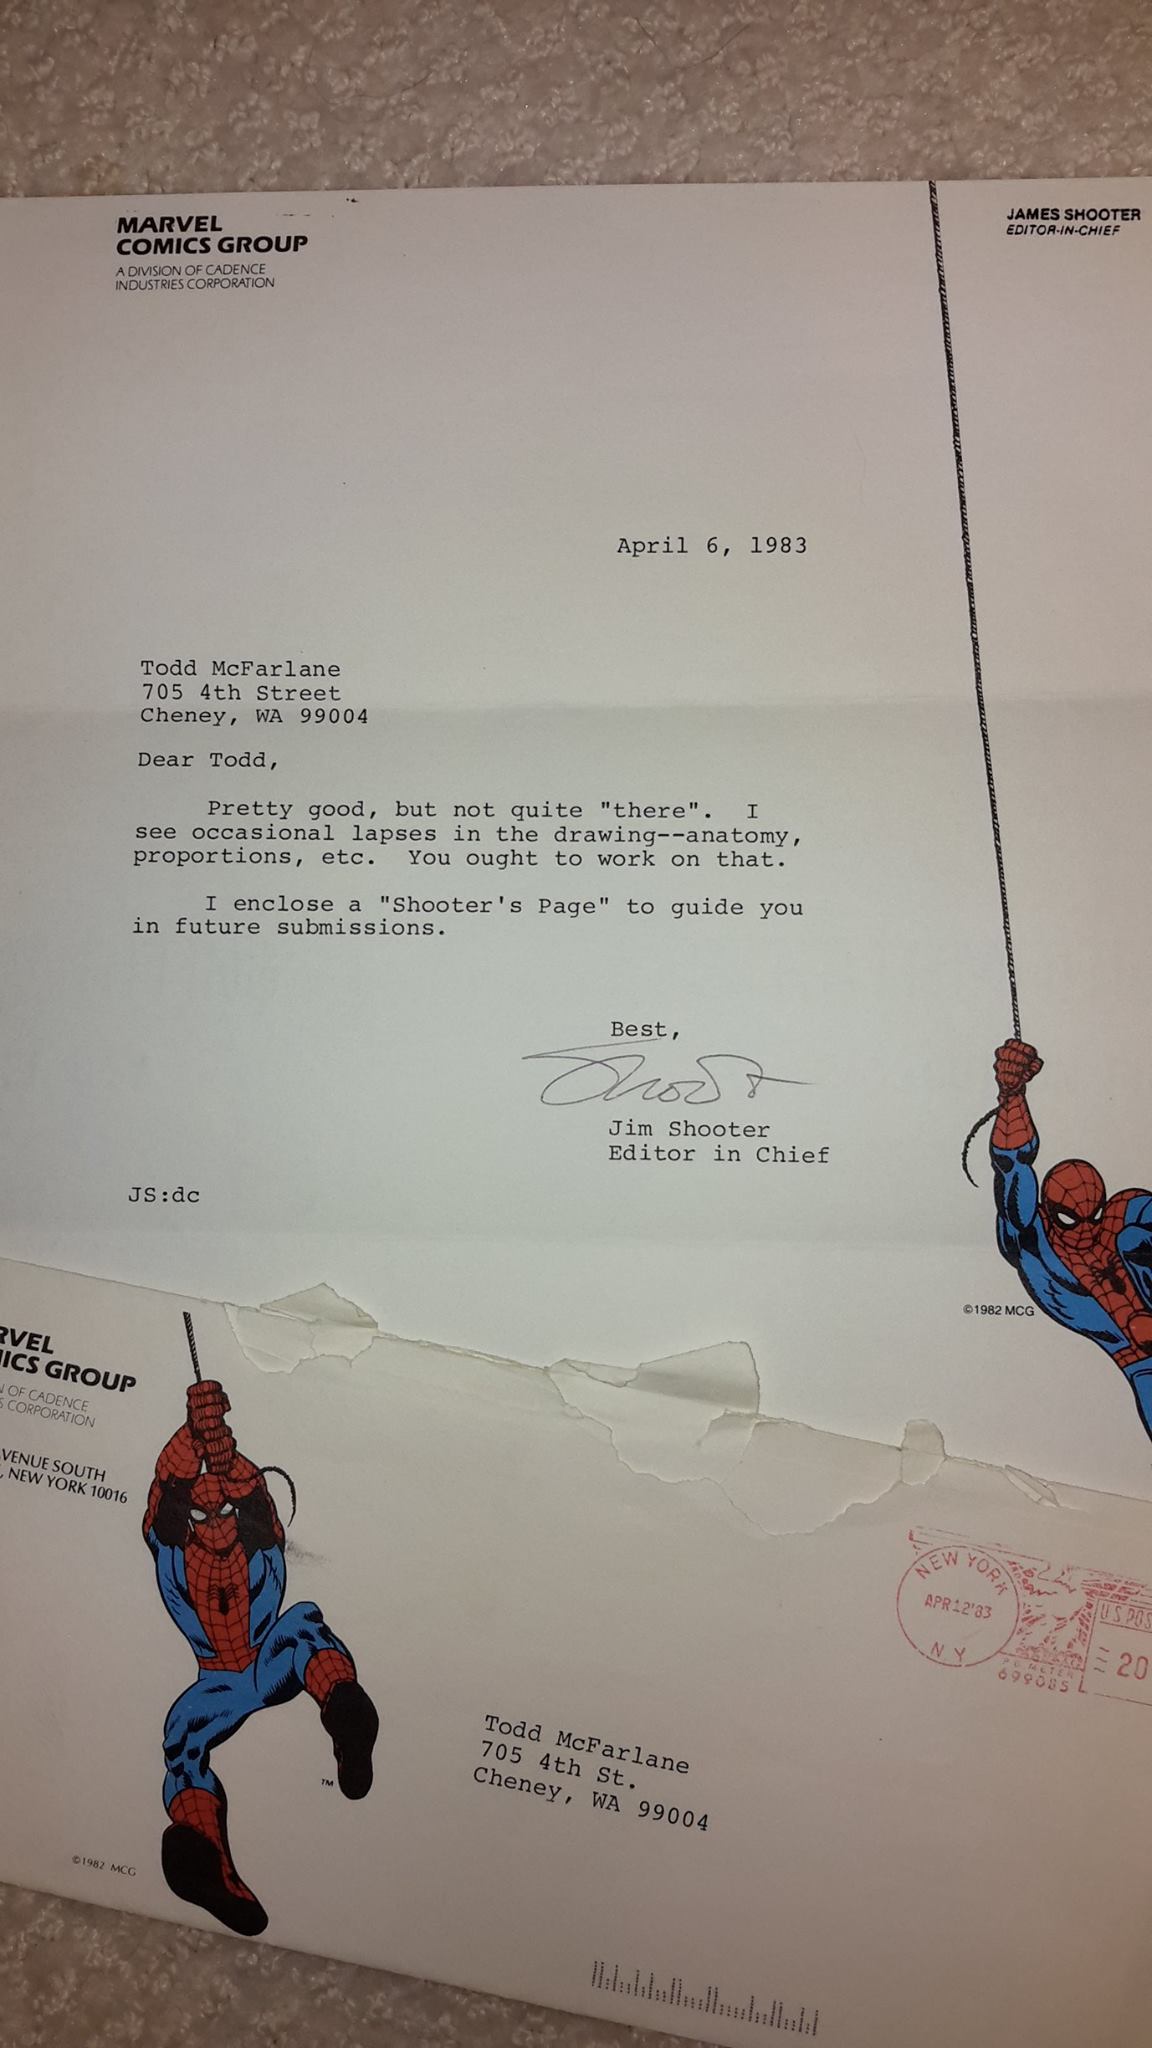 MARVEL
COMICS GROUP
A DIVISION OF CADENCE
INDUSTRIES CORPORATION
JAMES SHOOTER
EDITOR-IN-CHIEF
April 6, 1983
Todd McFarlane
705 4th Street
Cheney, WA 99004
Dear Todd,
Pretty good, but not quite "there". I
see occasional lapses in the drawing--anatomy,
proportions, etc. You ought to work on that.
I enclose a "Shooter's Page" to guide you
in future submissions.
Best,
Shooter
Jim Shooter
Editor in Chief
JS:dc
©1982 MCG
RVEL
ICS GROUP
N OF CADENCE
S CORPORATION
VENUE SOUTH
, NEW YORK 10016
NEW YORK
APR12'83
NY
U S POS
20
P B METER
699085
Todd McFarlane
705 4th St.
Cheney, WA 99004
TM
©1982 MCG